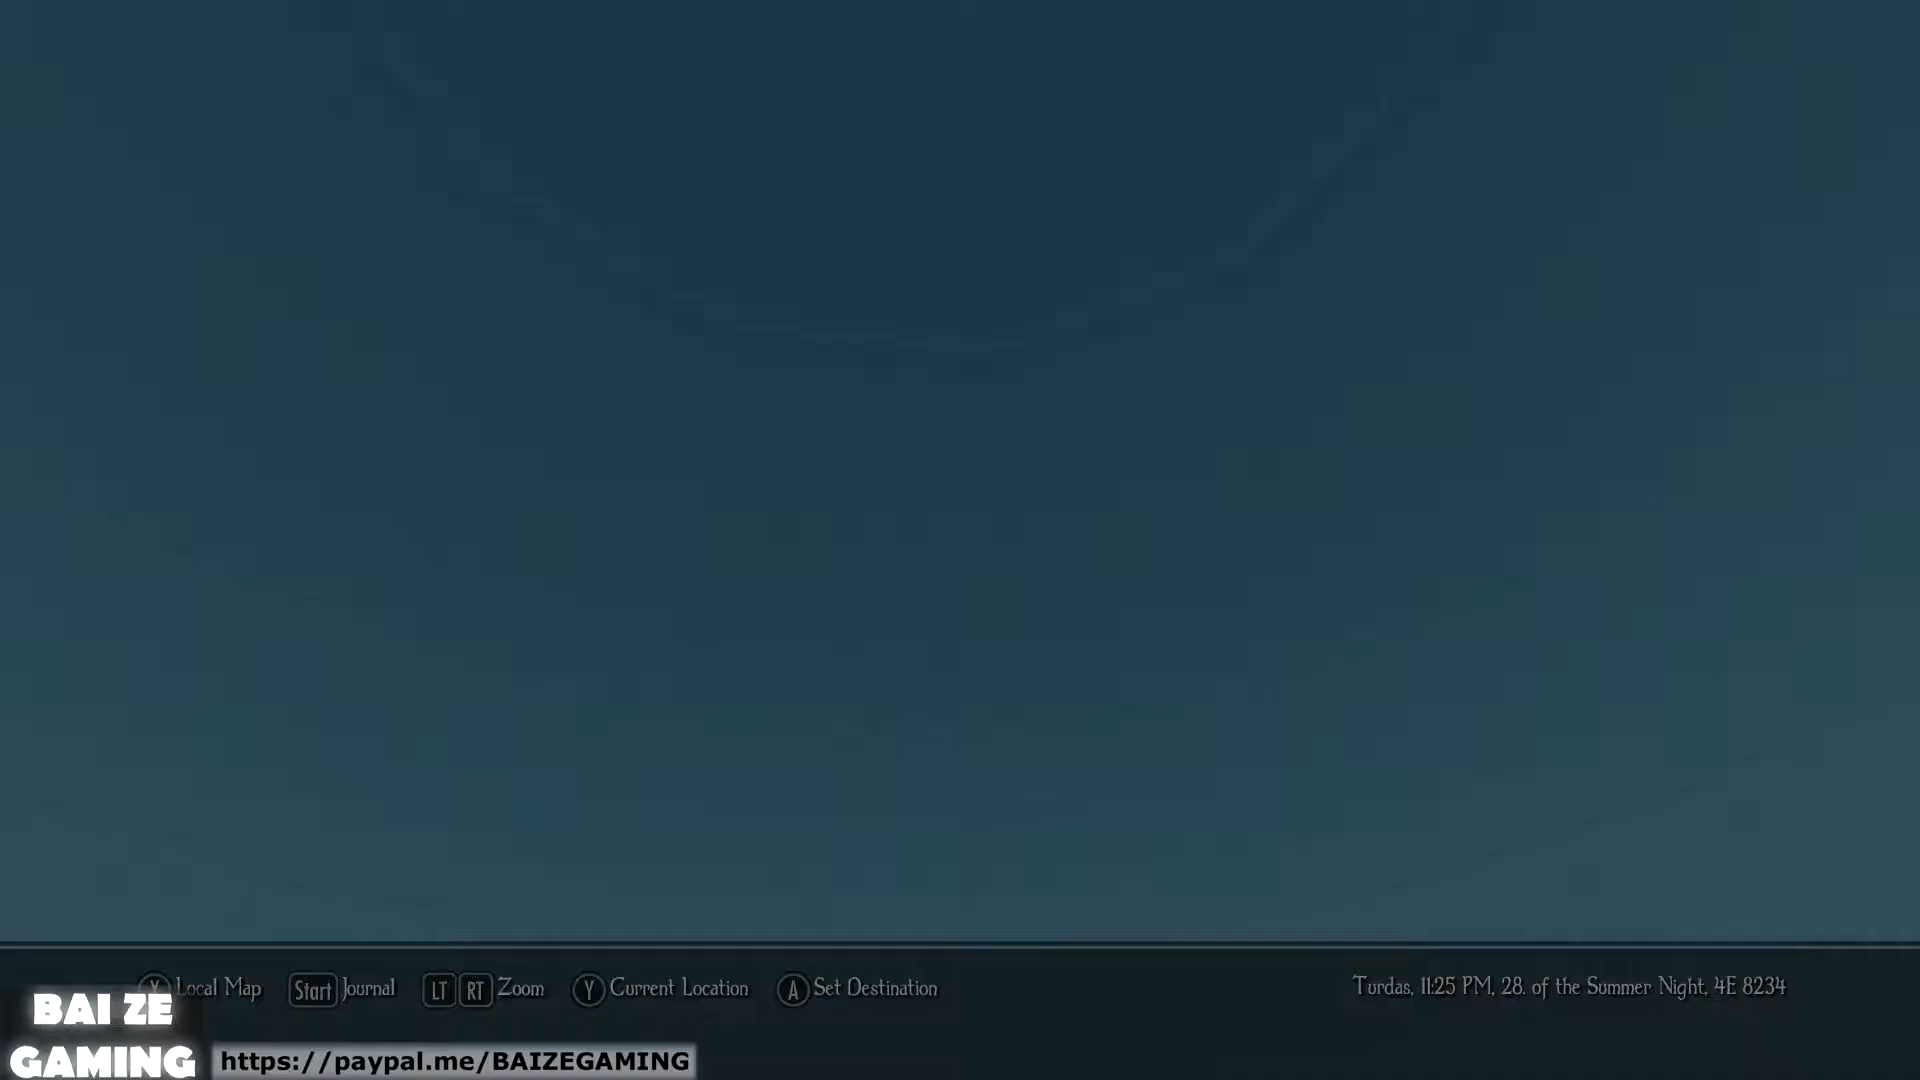 X Local Map Start Journal LT RT Zoom Y Current Location A Set Destination
Turdas, 11:25 PM, 28. of the Summer Night, 4E 8234
BAI ZE
GAMING
https://paypal.me/BAIZEGAMING